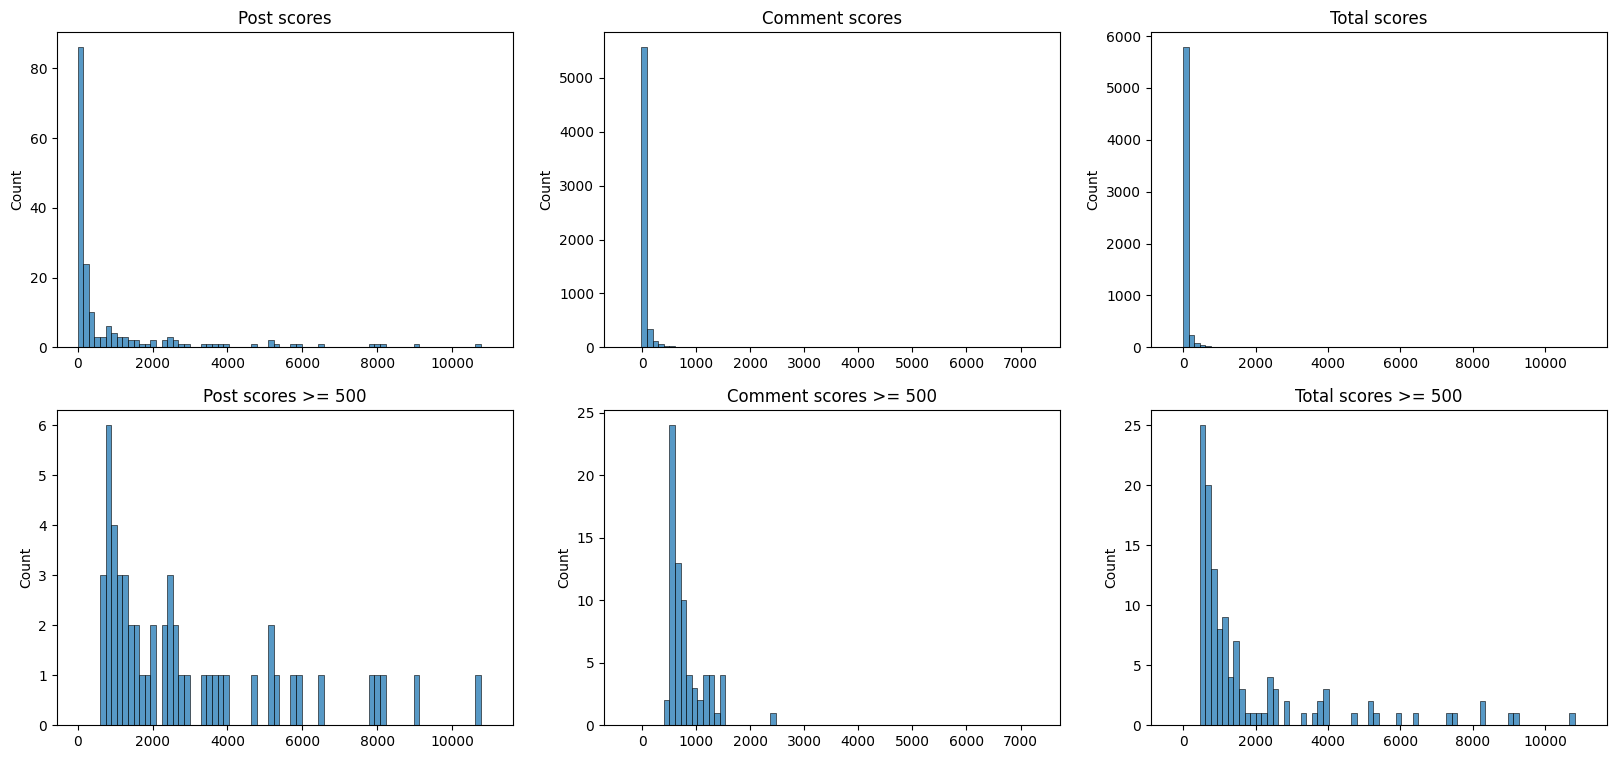 Post scores
Count
80
60
40
20
0
0 2000 4000 6000 8000 10000
Comment scores
Count
5000
4000
3000
2000
1000
0
0 1000 2000 3000 4000 5000 6000 7000
Total scores
Count
6000
5000
4000
3000
2000
1000
0
0 2000 4000 6000 8000 10000
Post scores >= 500
Count
6
5
4
3
2
1
0
0 2000 4000 6000 8000 10000
Comment scores >= 500
Count
25
20
15
10
5
0
0 1000 2000 3000 4000 5000 6000 7000
Total scores >= 500
Count
25
20
15
10
5
0
0 2000 4000 6000 8000 10000